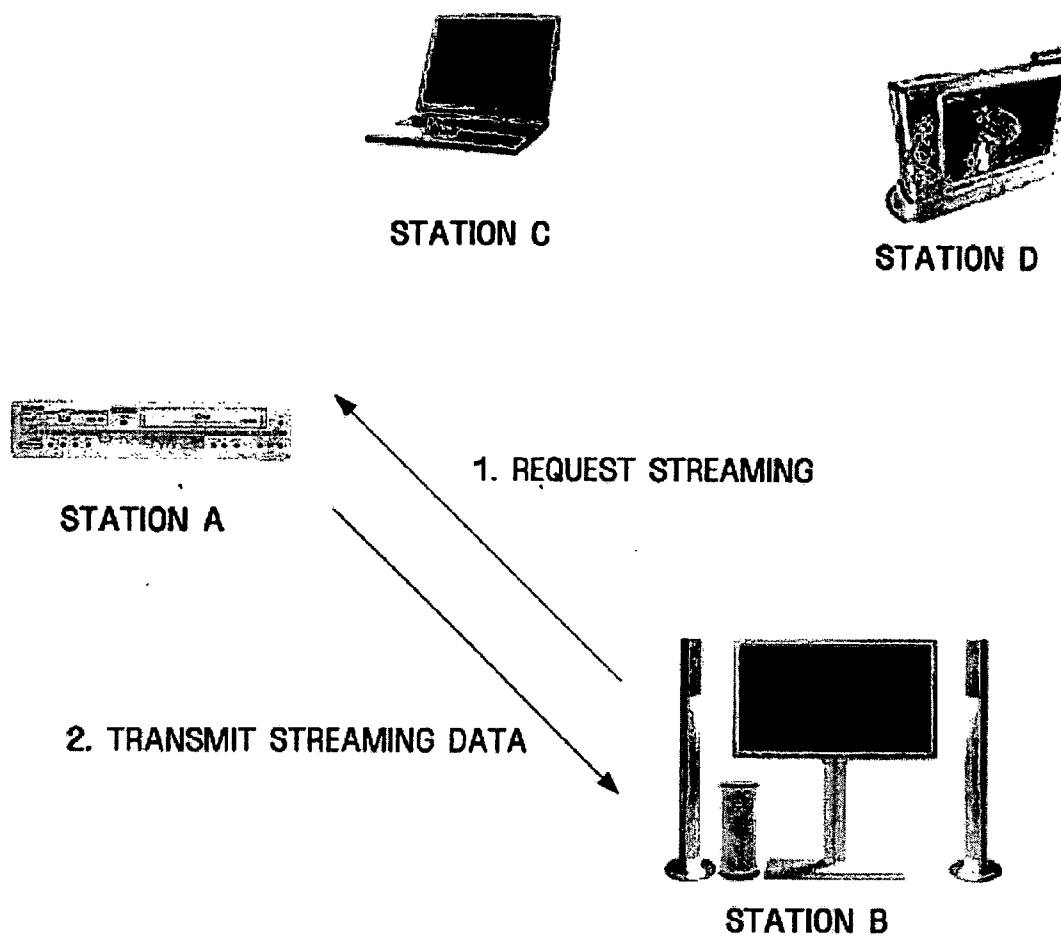 STATION C
STATION D
1. REQUEST STREAMING
STATION A
2. TRANSMIT STREAMING DATA
STATION B